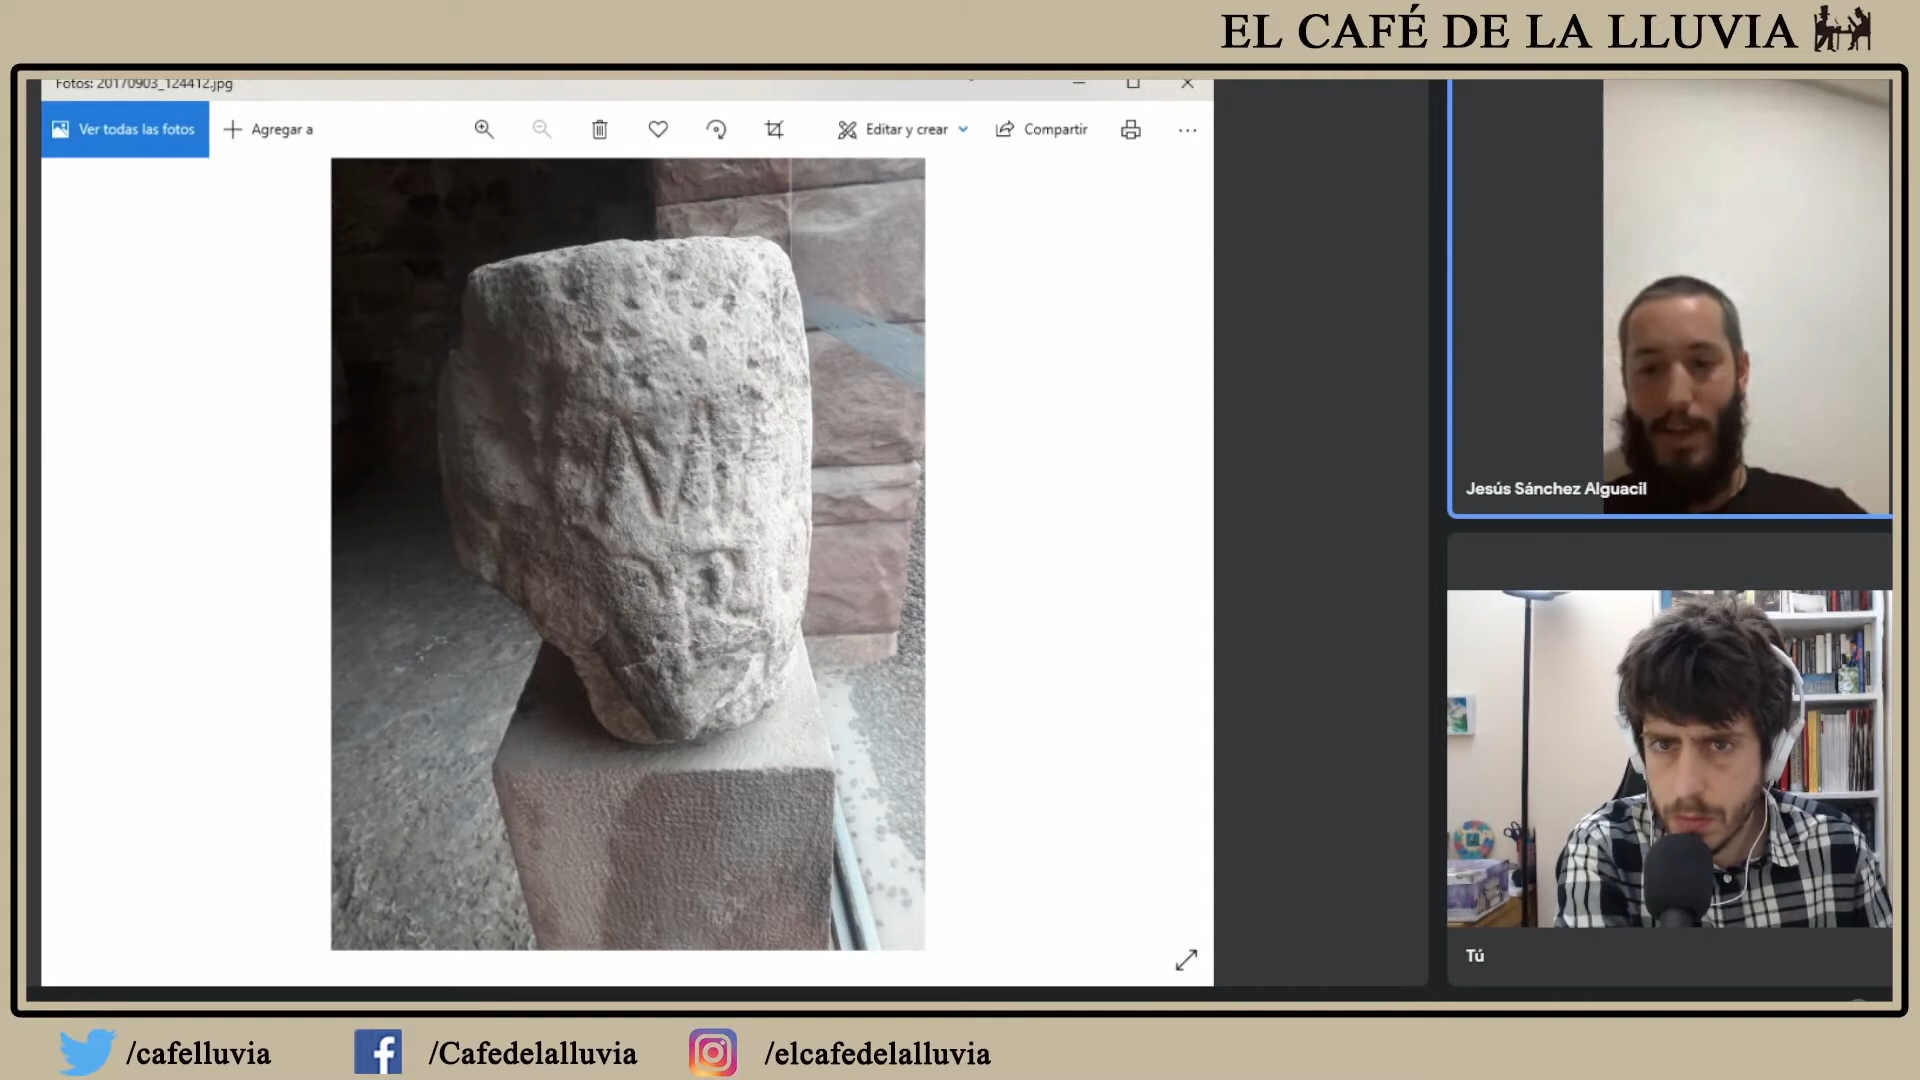 EL CAFÉ DE LA LLUVIA
Fotos: 20170903_124412.jpg
Ver todas las fotos
Agregar a
Editar y crear
Compartir
Jesús Sánchez Alguacil
Tú
/cafelluvia
/Cafedelalluvia
/elcafedelalluvia